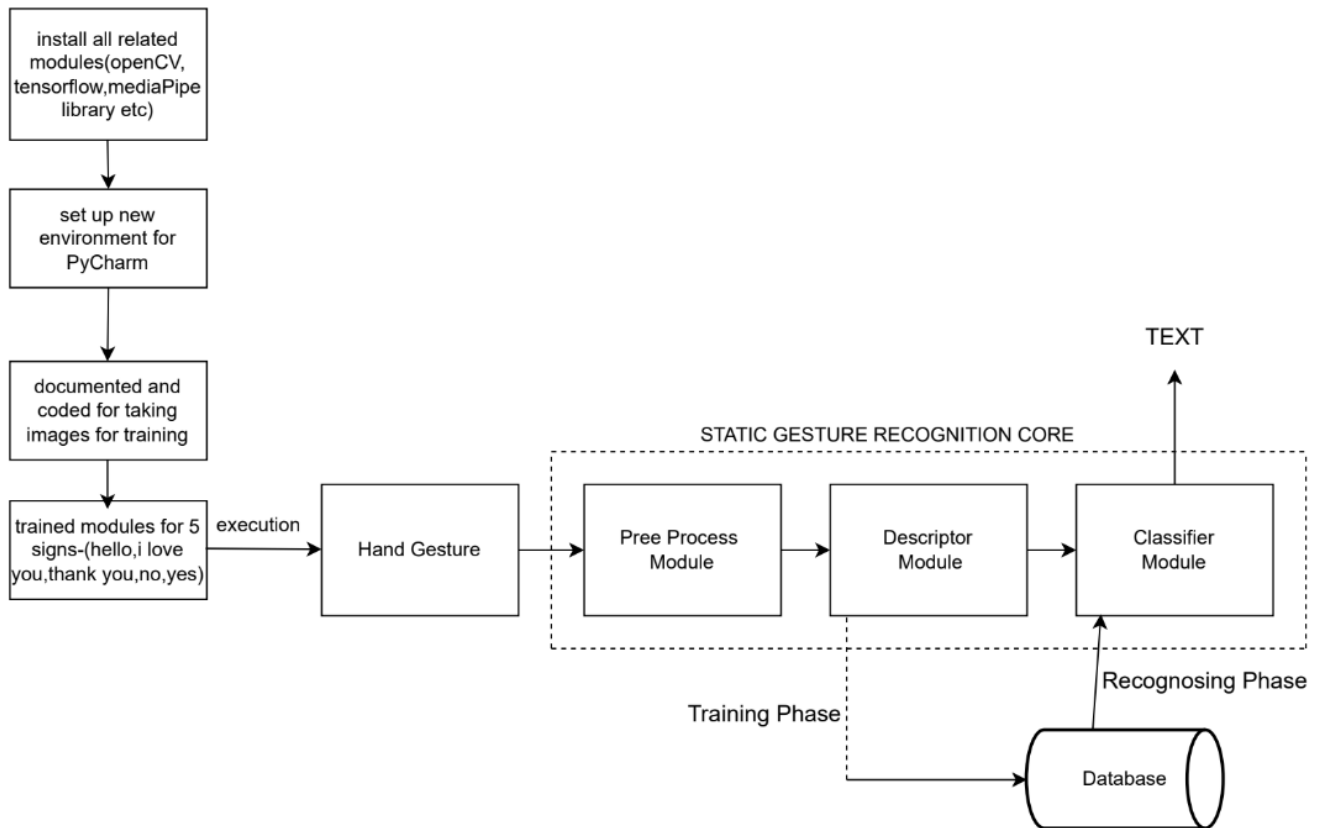 install all related
modules(openCV,
tensorflow,mediaPipe
library etc)
set up new
environment for
PyCharm
documented and
coded for taking
images for training
trained modules for 5
signs-(hello,i love
you,thank you,no,yes)
execution
Hand Gesture
STATIC GESTURE RECOGNITION CORE
Pree Process
Module
Descriptor
Module
Classifier
Module
TEXT
Training Phase
Recognosing Phase
Database